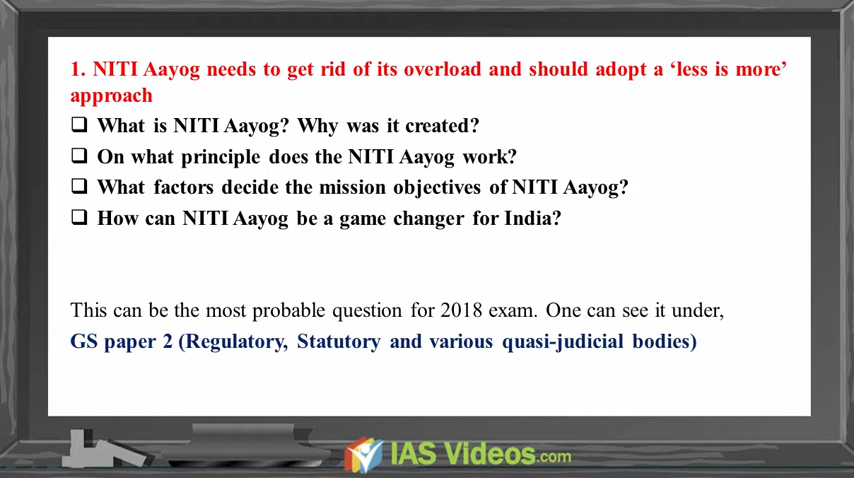 1. NITI Aayog needs to get rid of its overload and should adopt a ‘less is more’
approach
❑ What is NITI Aayog? Why was it created?
❑ On what principle does the NITI Aayog work?
❑ What factors decide the mission objectives of NITI Aayog?
❑ How can NITI Aayog be a game changer for India?
This can be the most probable question for 2018 exam. One can see it under,
GS paper 2 (Regulatory, Statutory and various quasi-judicial bodies)
IAS Videos.com